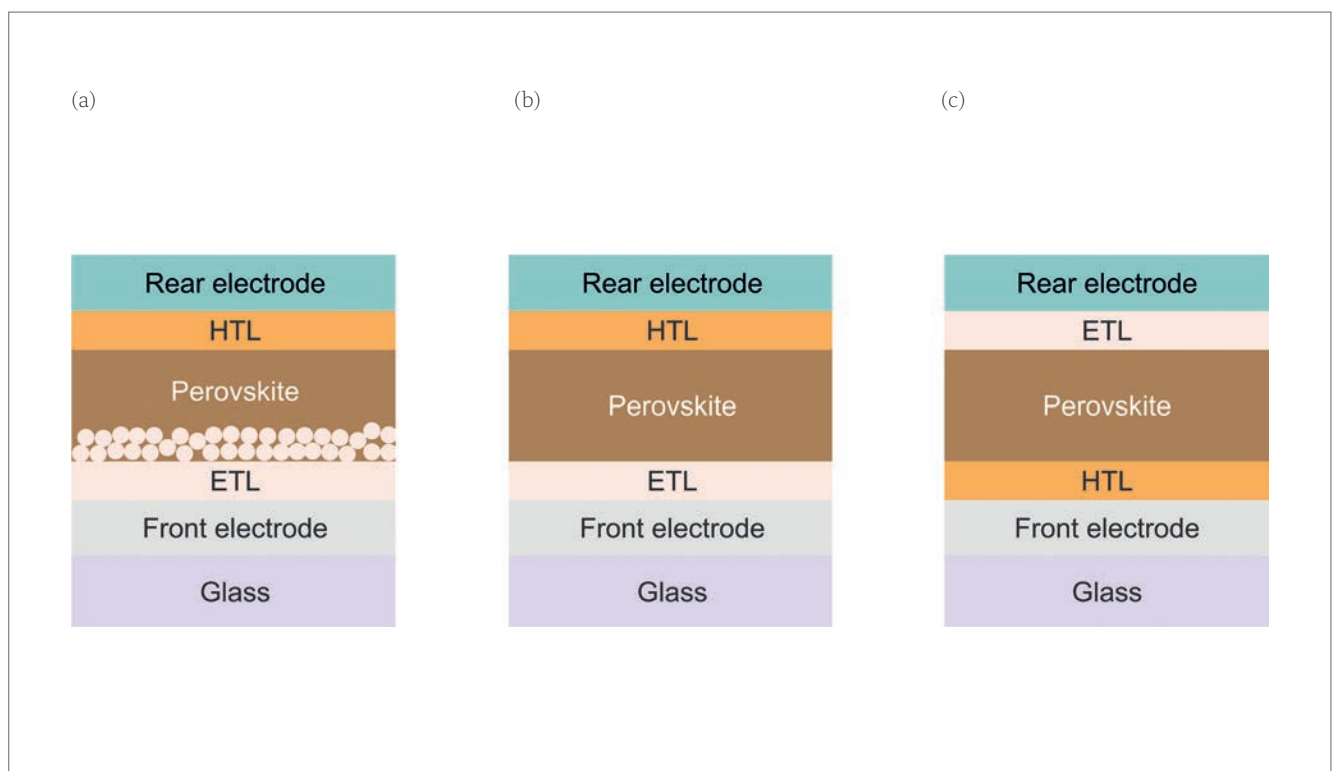 (a)
Rear electrode
HTL
Perovskite
ETL
Front electrode
Glass
(b)
Rear electrode
HTL
Perovskite
ETL
Front electrode
Glass
(c)
Rear electrode
ETL
Perovskite
HTL
Front electrode
Glass